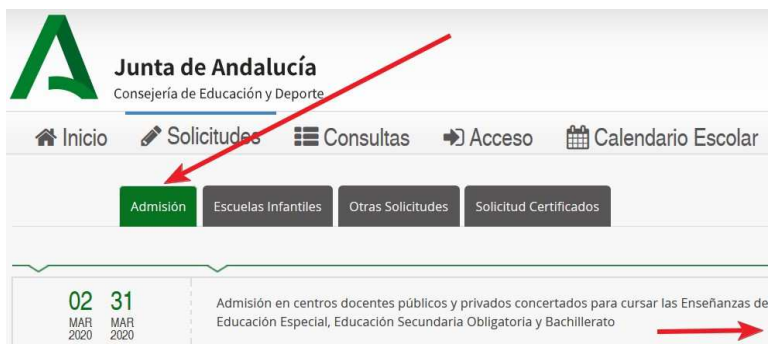 Junta de Andalucía
Consejería de Educación y Deporte
Inicio Solicitudes Consultas Acceso Calendario Escolar
Admisión Escuelas Infantiles Otras Solicitudes Solicitud Certificados
02 31
MAR MAR
2020 2020
Admisión en centros docentes públicos y privados concertados para cursar las Enseñanzas de
Educación Especial, Educación Secundaria Obligatoria y Bachillerato